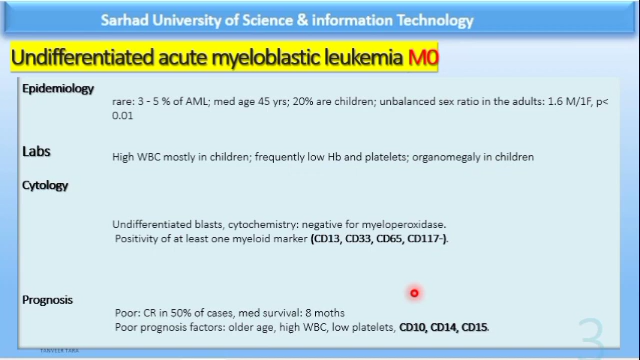 Sarhad University of Science & information Technology
Undifferentiated acute myeloblastic leukemia M0
Epidemiology
rare: 3 - 5 % of AML; med age 45 yrs; 20% are children; unbalanced sex ratio in the adults: 1.6 M/1F, p<
0.01
Labs
High WBC mostly in children; frequently low Hb and platelets; organomegaly in children
Cytology
Undifferentiated blasts, cytochemistry: negative for myeloperoxidase.
Positivity of at least one myeloid marker (CD13, CD33, CD65, CD117-).
Prognosis
Poor: CR in 50% of cases, med survival: 8 moths
Poor prognosis factors: older age, high WBC, low platelets, CD10, CD14, CD15.
TANVEER TARA
3